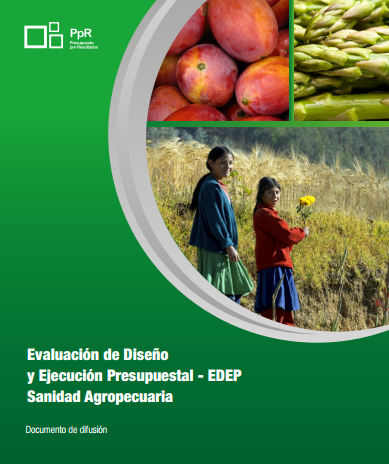 PpR
Presupuesto
por Resultados
Evaluación de Diseño
y Ejecución Presupuestal - EDEP
Sanidad Agropecuaria
Documento de difusión